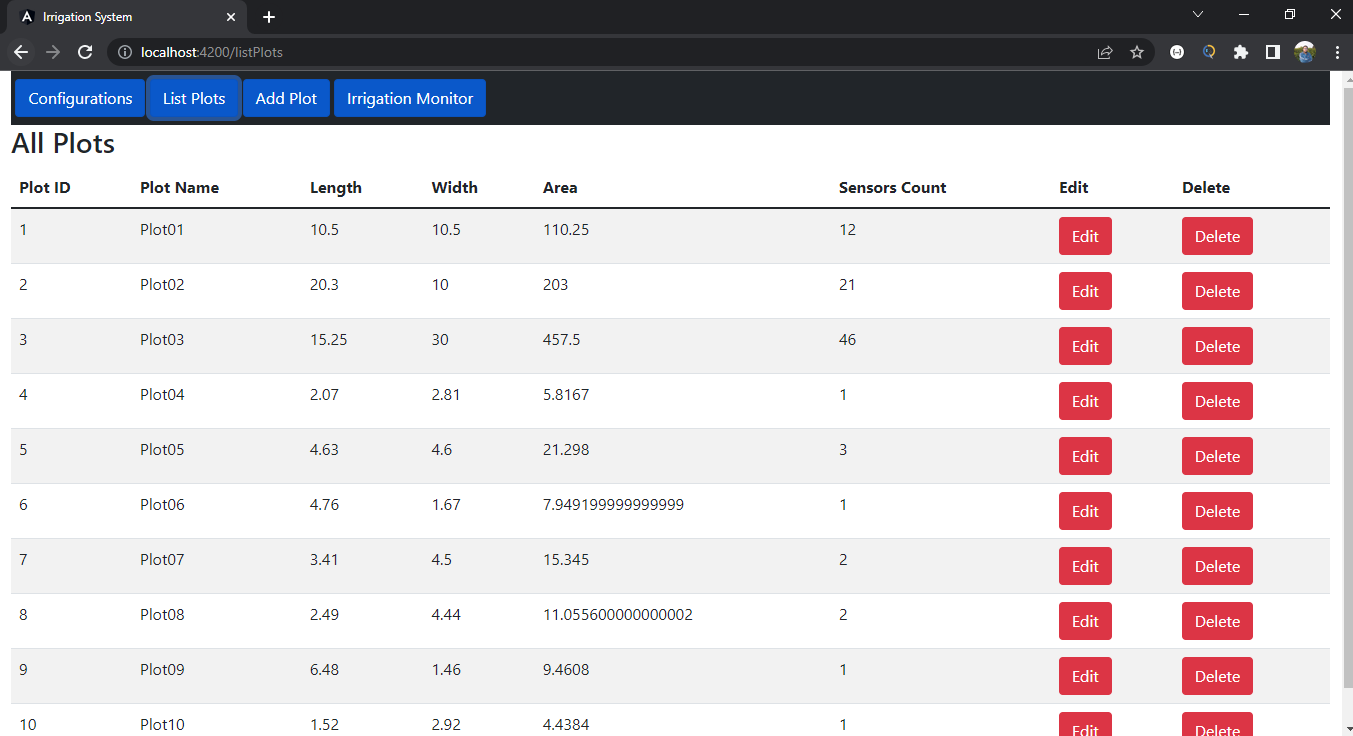 Irrigation System
localhost:4200/listPlots
Configurations List Plots Add Plot Irrigation Monitor
All Plots
Plot ID Plot Name Length Width Area Sensors Count Edit Delete
1 Plot01 10.5 10.5 110.25 12 Edit Delete
2 Plot02 20.3 10 203 21 Edit Delete
3 Plot03 15.25 30 457.5 46 Edit Delete
4 Plot04 2.07 2.81 5.8167 1 Edit Delete
5 Plot05 4.63 4.6 21.298 3 Edit Delete
6 Plot06 4.76 1.67 7.949199999999999 1 Edit Delete
7 Plot07 3.41 4.5 15.345 2 Edit Delete
8 Plot08 2.49 4.44 11.055600000000002 2 Edit Delete
9 Plot09 6.48 1.46 9.4608 1 Edit Delete
10 Plot10 1.52 2.92 4.4384 1 Edit Delete